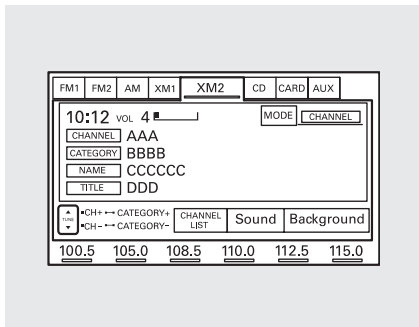 FM1 FM2 AM XM1 XM2 CD CARD AUX
10:12 VOL 4 MODE CHANNEL
CHANNEL AAA
CATEGORY BBBB
NAME CCCCCC
TITLE DDD
TUNE CH+ CATEGORY+ CHANNEL LIST Sound Background
CH- CATEGORY-
100.5 105.0 108.5 110.0 112.5 115.0